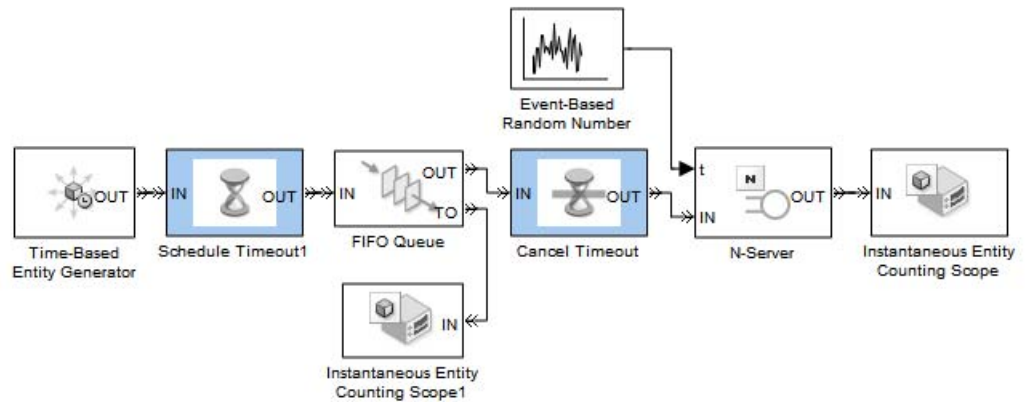 Event-Based
Random Number
OUT
Time-Based
Entity Generator
IN
OUT
Schedule Timeout1
IN
OUT
TO
FIFO Queue
IN
OUT
Cancel Timeout
t
N
IN
OUT
N-Server
IN
Instantaneous Entity
Counting Scope
IN
Instantaneous Entity
Counting Scope1